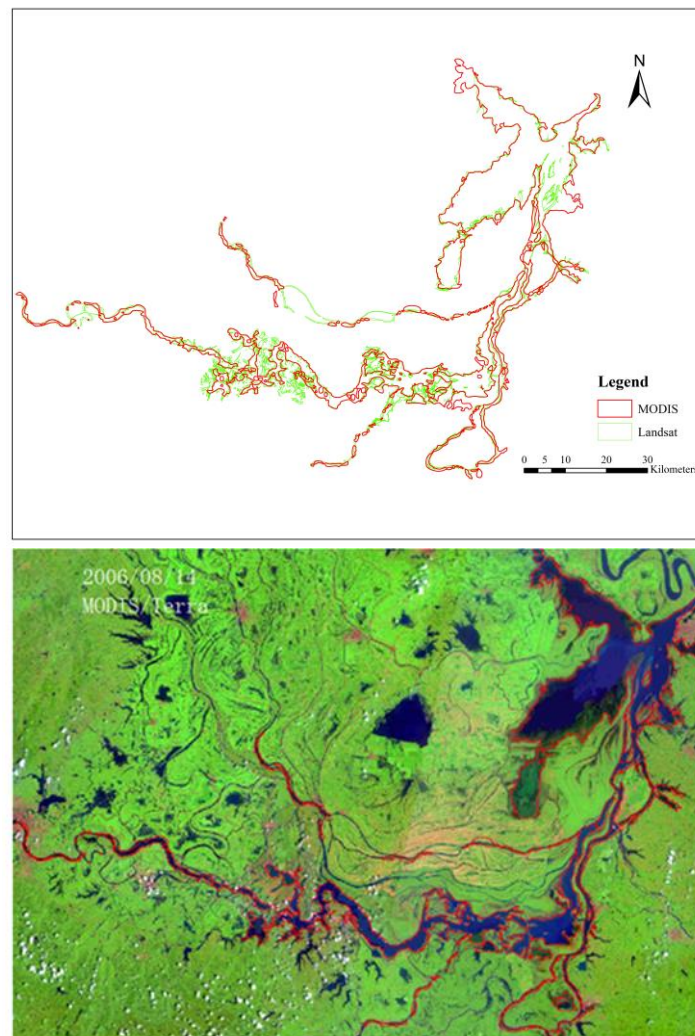 N
Legend
MODIS
Landsat
0 5 10 20 30
Kilometers
2006/08/14
MODIS/Terra